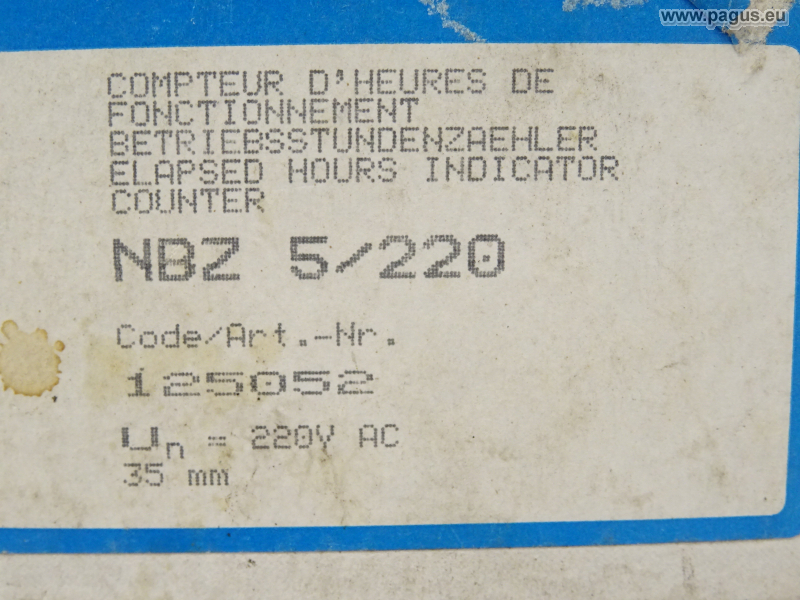 www.pagus.eu
COMPTEUR D'HEURES DE
FONCTIONNEMENT
BETRIEBSSTUNDENZAEHLER
ELAPSED HOURS INDICATOR
COUNTER
NBZ 5/220
Code/Art.-Nr.
125052
Un = 220V AC
35 mm